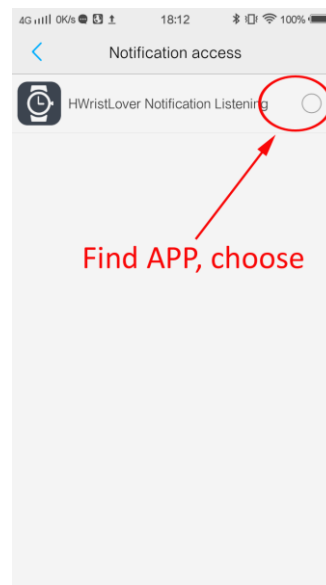 4G 0K/s 18:12 100%
Notification access
HWristLover Notification Listening
Find APP, choose